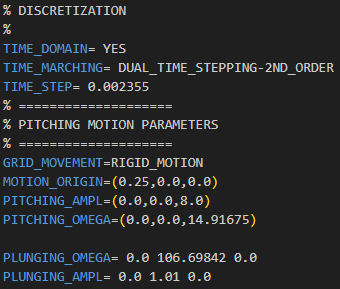 % DISCRETIZATION
%
TIME_DOMAIN= YES
TIME_MARCHING= DUAL_TIME_STEPPING-2ND_ORDER
TIME_STEP= 0.002355
% ====================
% PITCHING MOTION PARAMETERS
% ====================
GRID_MOVEMENT=RIGID_MOTION
MOTION_ORIGIN=(0.25,0.0,0.0)
PITCHING_AMPL=(0.0,0.0,8.0)
PITCHING_OMEGA=(0.0,0.0,14.91675)
PLUNGING_OMEGA= 0.0 106.69842 0.0
PLUNGING_AMPL= 0.0 1.01 0.0